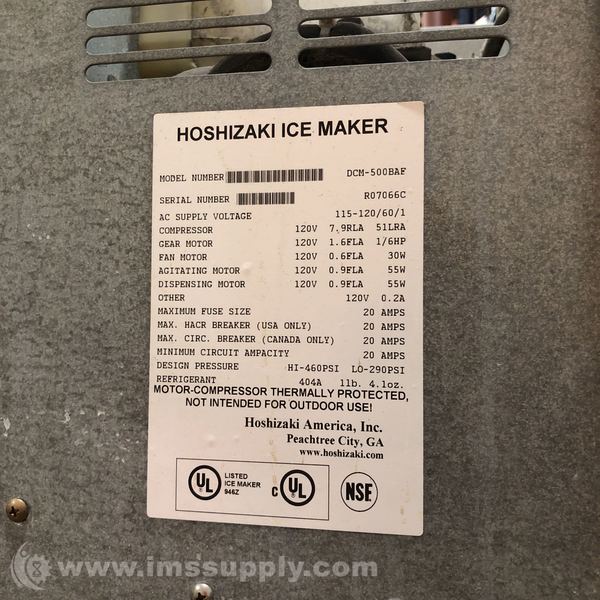 HOSHIZAKI ICE MAKER
MODEL NUMBER DCM-500BAF
SERIAL NUMBER R07066C
AC SUPPLY VOLTAGE 115-120/60/1
COMPRESSOR 120V 7.9RLA 51LRA
GEAR MOTOR 120V 1.6FLA 1/6HP
FAN MOTOR 120V 0.6FLA 30W
AGITATING MOTOR 120V 0.9FLA 55W
DISPENSING MOTOR 120V 0.9FLA 55W
OTHER 120V 0.2A
MAXIMUM FUSE SIZE 20 AMPS
MAX. HACR BREAKER (USA ONLY) 20 AMPS
MAX. CIRC. BREAKER (CANADA ONLY) 20 AMPS
MINIMUM CIRCUIT AMPACITY 20 AMPS
DESIGN PRESSURE HI-460PSI LO-290PSI
REFRIGERANT 404A 1lb. 4.1oz.
MOTOR-COMPRESSOR THERMALLY PROTECTED,
NOT INTENDED FOR OUTDOOR USE!
Hoshizaki America, Inc.
Peachtree City, GA
www.hoshizaki.com
UL LISTED
ICE MAKER
946Z
C UL
NSF
www.imssupply.com